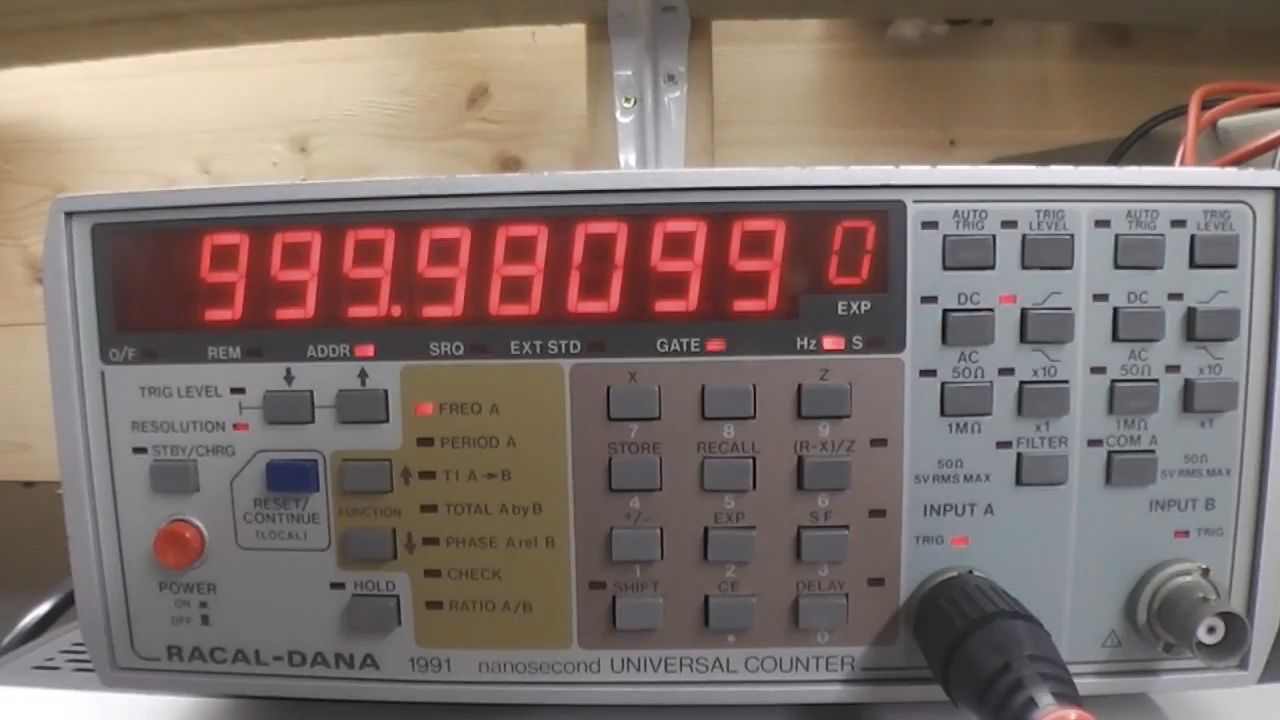 999.98099 0
EXP
O/F REM ADDR SRQ EXT STD GATE Hz S
TRIG LEVEL
RESOLUTION
STBY/CHRG
RESET/
CONTINUE
(LOCAL)
POWER
ON
OFF
HOLD
FUNCTION
FREQ A
PERIOD A
TI A→B
TOTAL A by B
PHASE A rel B
CHECK
RATIO A/B
X Z
7 8 9
STORE RECALL (R-X)/Z
4 5 6
+/- EXP SF
1 2 3
SHIFT CE DELAY
• 0
AUTO
TRIG
TRIG
LEVEL
DC
AC
50Ω
x10
1MΩ
x1
FILTER
50Ω
5V RMS MAX
INPUT A
TRIG
AUTO
TRIG
TRIG
LEVEL
DC
AC
50Ω
x10
1MΩ
x1
COM A
50Ω
5V RMS MAX
INPUT B
TRIG
RACAL-DANA 1991 nanosecond UNIVERSAL COUNTER